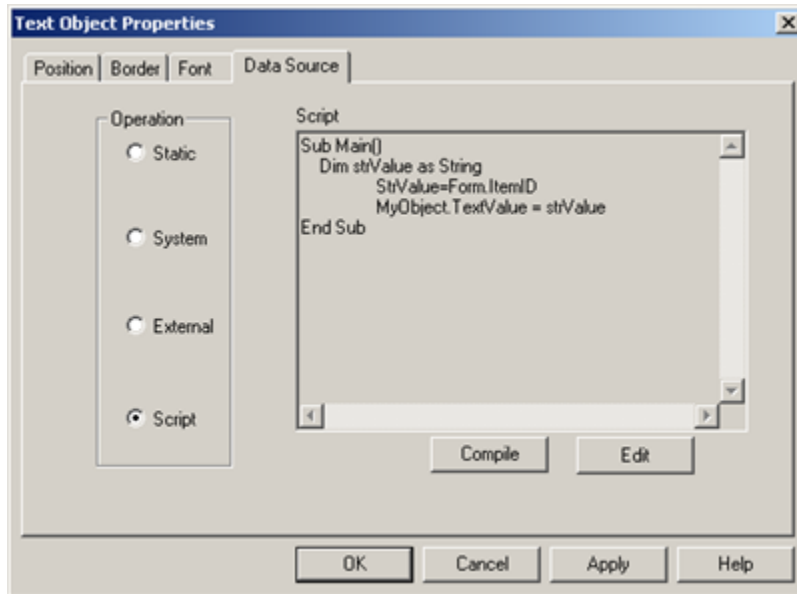 Text Object Properties
Position Border Font Data Source
Operation
Static
System
External
Script
Script
Sub Main()
Dim strValue as String
StrValue=Form.ItemID
MyObject.TextValue = strValue
End Sub
Compile Edit
OK Cancel Apply Help